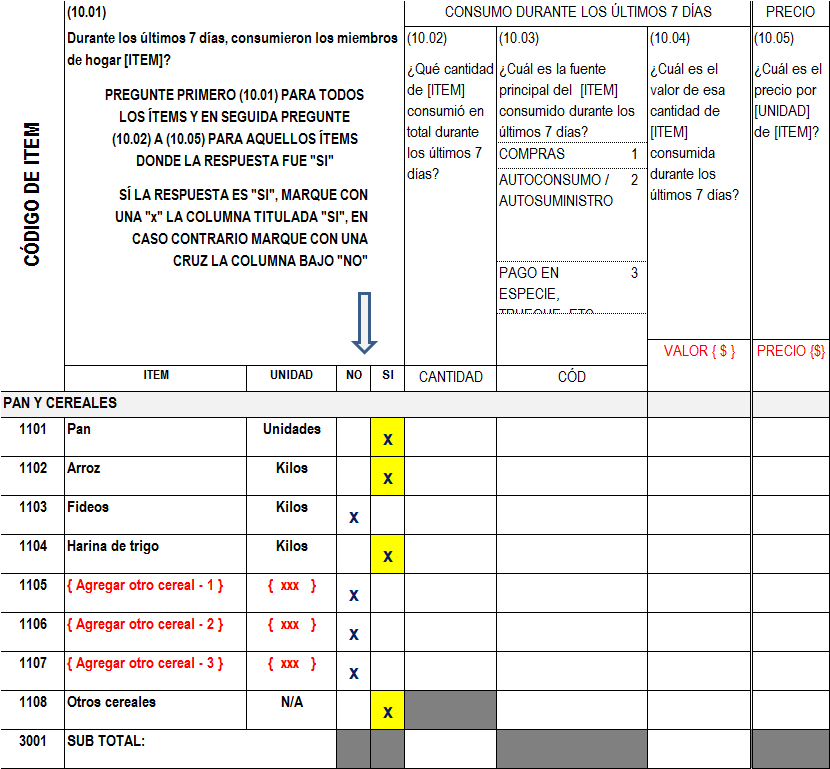 CÓDIGO DE ITEM
(10.01)
Durante los últimos 7 días, consumieron los miembros
de hogar [ITEM]?
PREGUNTE PRIMERO (10.01) PARA TODOS
LOS ÍTEMS Y EN SEGUIDA PREGUNTE
(10.02) A (10.05) PARA AQUELLOS ÍTEMS
DONDE LA RESPUESTA FUE "SI"
SÍ LA RESPUESTA ES "SI", MARQUE CON
UNA "x" LA COLUMNA TITULADA "SI", EN
CASO CONTRARIO MARQUE CON UNA
CRUZ LA COLUMNA BAJO "NO"
CONSUMO DURANTE LOS ÚLTIMOS 7 DÍAS
PRECIO
(10.02)
¿Qué cantidad
de [ITEM]
consumió en
total durante
los últimos 7
días?
(10.03)
¿Cuál es la fuente
principal del [ITEM]
consumido durante los
últimos 7 días?
COMPRAS 1
AUTOCONSUMO / 2
AUTOSUMINISTRO
PAGO EN 3
ESPECIE,
(10.04)
¿Cuál es el
valor de esa
cantidad de
[ITEM]
consumida
durante los
últimos 7 días?
(10.05)
¿Cuál es el
precio por
[UNIDAD]
de [ITEM]?
VALOR { $ } PRECIO {$}
ITEM UNIDAD NO SI CANTIDAD CÓD
PAN Y CEREALES
1101 Pan Unidades x
1102 Arroz Kilos x
1103 Fideos Kilos x
1104 Harina de trigo Kilos x
1105 { Agregar otro cereal - 1 } { xxx } x
1106 { Agregar otro cereal - 2 } { xxx } x
1107 { Agregar otro cereal - 3 } { xxx } x
1108 Otros cereales N/A x
3001 SUB TOTAL: